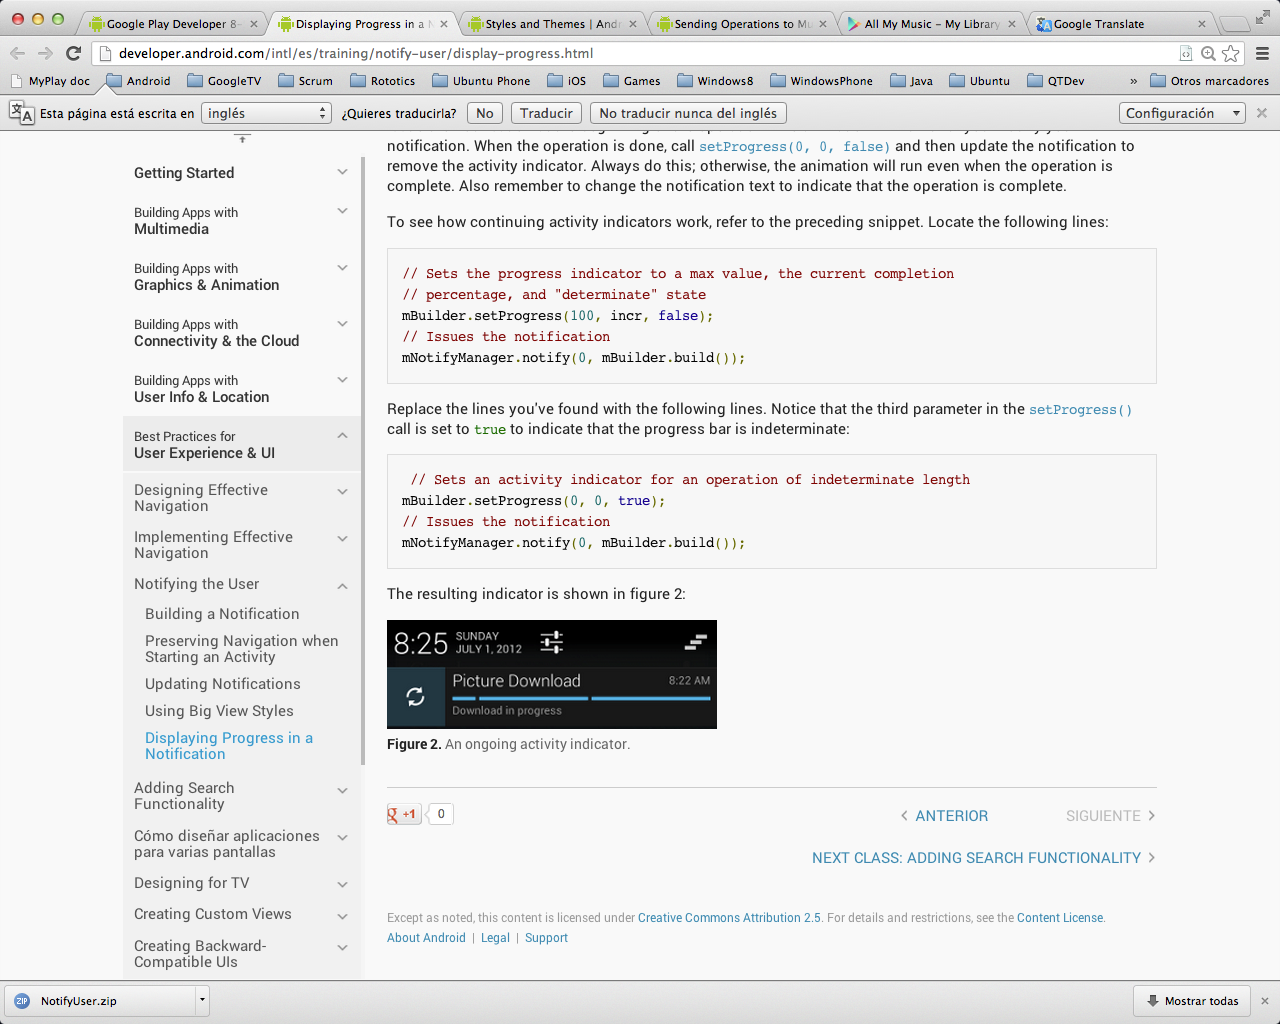 Google Play Developer 8-
Displaying Progress in a N
Styles and Themes | Andr
Sending Operations to Mu
All My Music - My Library
Google Translate
developer.android.com/intl/es/training/notify-user/display-progress.html
MyPlay doc
Android
GoogleTV
Scrum
Rototics
Ubuntu Phone
iOS
Games
Windows8
WindowsPhone
Java
Ubuntu
QTDev
»
Otros marcadores
Esta página está escrita en
inglés
¿Quieres traducirla?
No
Traducir
No traducir nunca del inglés
Configuración
Getting Started
Building Apps with
Multimedia
Building Apps with
Graphics & Animation
Building Apps with
Connectivity & the Cloud
Building Apps with
User Info & Location
Best Practices for
User Experience & UI
Designing Effective
Navigation
Implementing Effective
Navigation
Notifying the User
Building a Notification
Preserving Navigation when
Starting an Activity
Updating Notifications
Using Big View Styles
Displaying Progress in a
Notification
Adding Search
Functionality
Cómo diseñar aplicaciones
para varias pantallas
Designing for TV
Creating Custom Views
Creating Backward-
Compatible UIs
notification. When the operation is done, call setProgress(0, 0, false) and then update the notification to
remove the activity indicator. Always do this; otherwise, the animation will run even when the operation is
complete. Also remember to change the notification text to indicate that the operation is complete.
To see how continuing activity indicators work, refer to the preceding snippet. Locate the following lines:
// Sets the progress indicator to a max value, the current completion
// percentage, and "determinate" state
mBuilder.setProgress(100, incr, false);
// Issues the notification
mNotifyManager.notify(0, mBuilder.build());
Replace the lines you've found with the following lines. Notice that the third parameter in the setProgress()
call is set to true to indicate that the progress bar is indeterminate:
// Sets an activity indicator for an operation of indeterminate length
mBuilder.setProgress(0, 0, true);
// Issues the notification
mNotifyManager.notify(0, mBuilder.build());
The resulting indicator is shown in figure 2:
8:25
SUNDAY
JULY 1, 2012
Picture Download
8:22 AM
Download in progress
Figure 2. An ongoing activity indicator.
g +1
0
ANTERIOR
SIGUIENTE
NEXT CLASS: ADDING SEARCH FUNCTIONALITY
Except as noted, this content is licensed under Creative Commons Attribution 2.5. For details and restrictions, see the Content License.
About Android | Legal | Support
ZIP
NotifyUser.zip
Mostrar todas